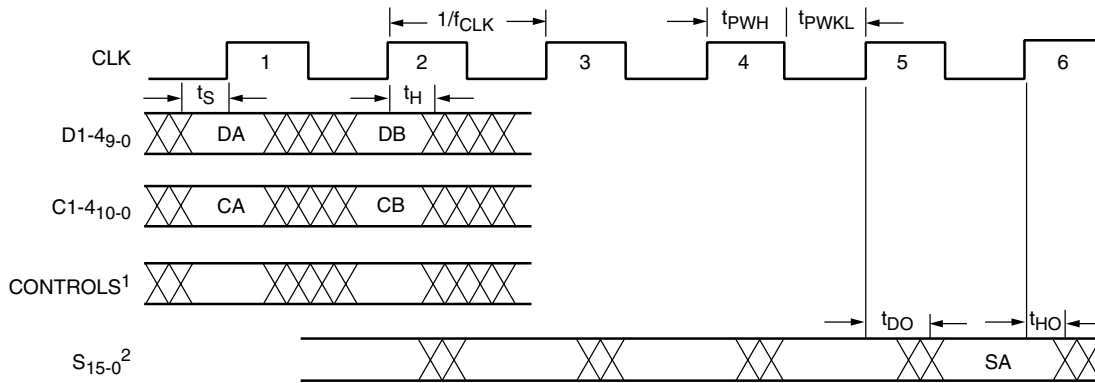 1/fCLK tPWH tPWKL
CLK 1 2 3 4 5 6
tS tH
D1-49-0 DA DB
C1-410-0 CA CB
CONTROLS1
tDO tHO
S15-02 SA